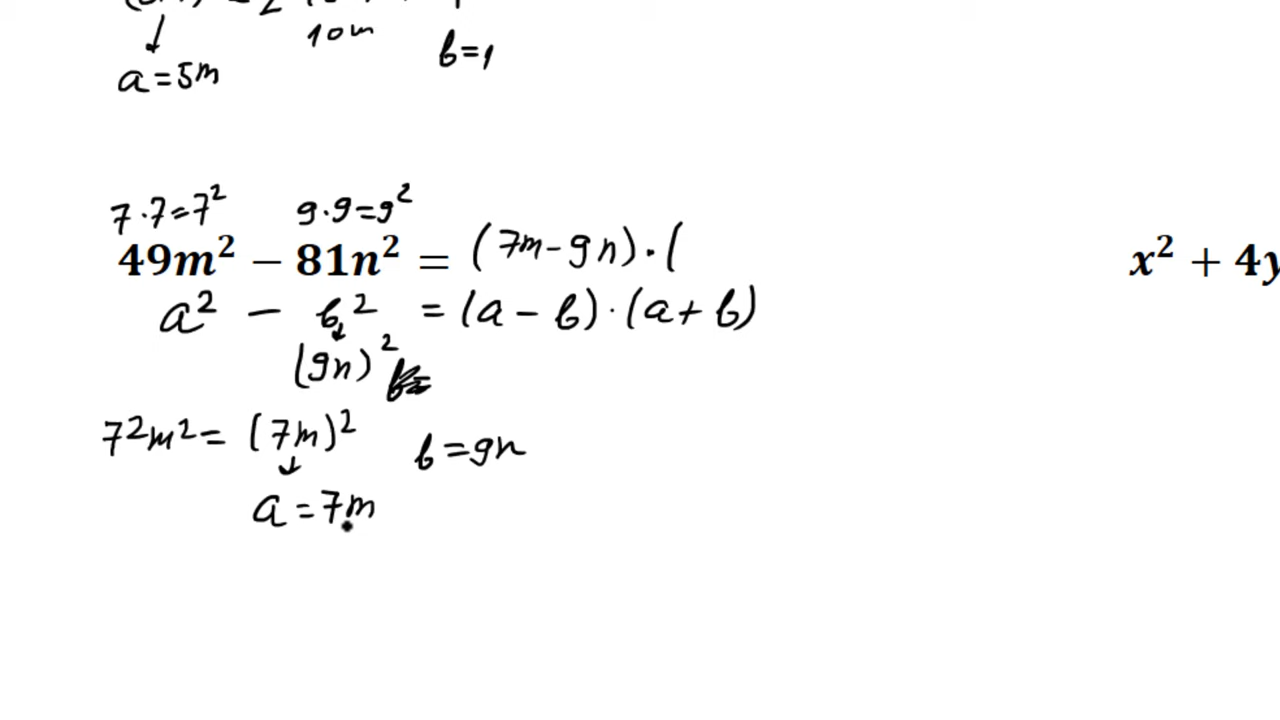 10m
b=1
a=5m
7·7=7² 9·9=9²
49m² − 81n² = (7m−9n)·(
x² + 4y
a² − b² = (a − b)·(a + b)
(9n)²
7²m² = (7m)² b=9n
a=7m